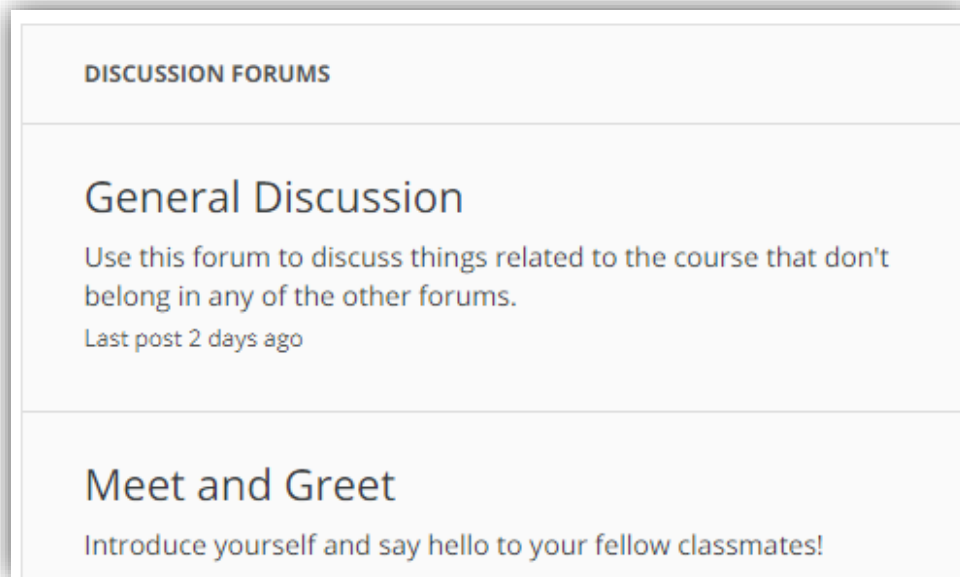 DISCUSSION FORUMS
General Discussion
Use this forum to discuss things related to the course that don't
belong in any of the other forums.
Last post 2 days ago
Meet and Greet
Introduce yourself and say hello to your fellow classmates!